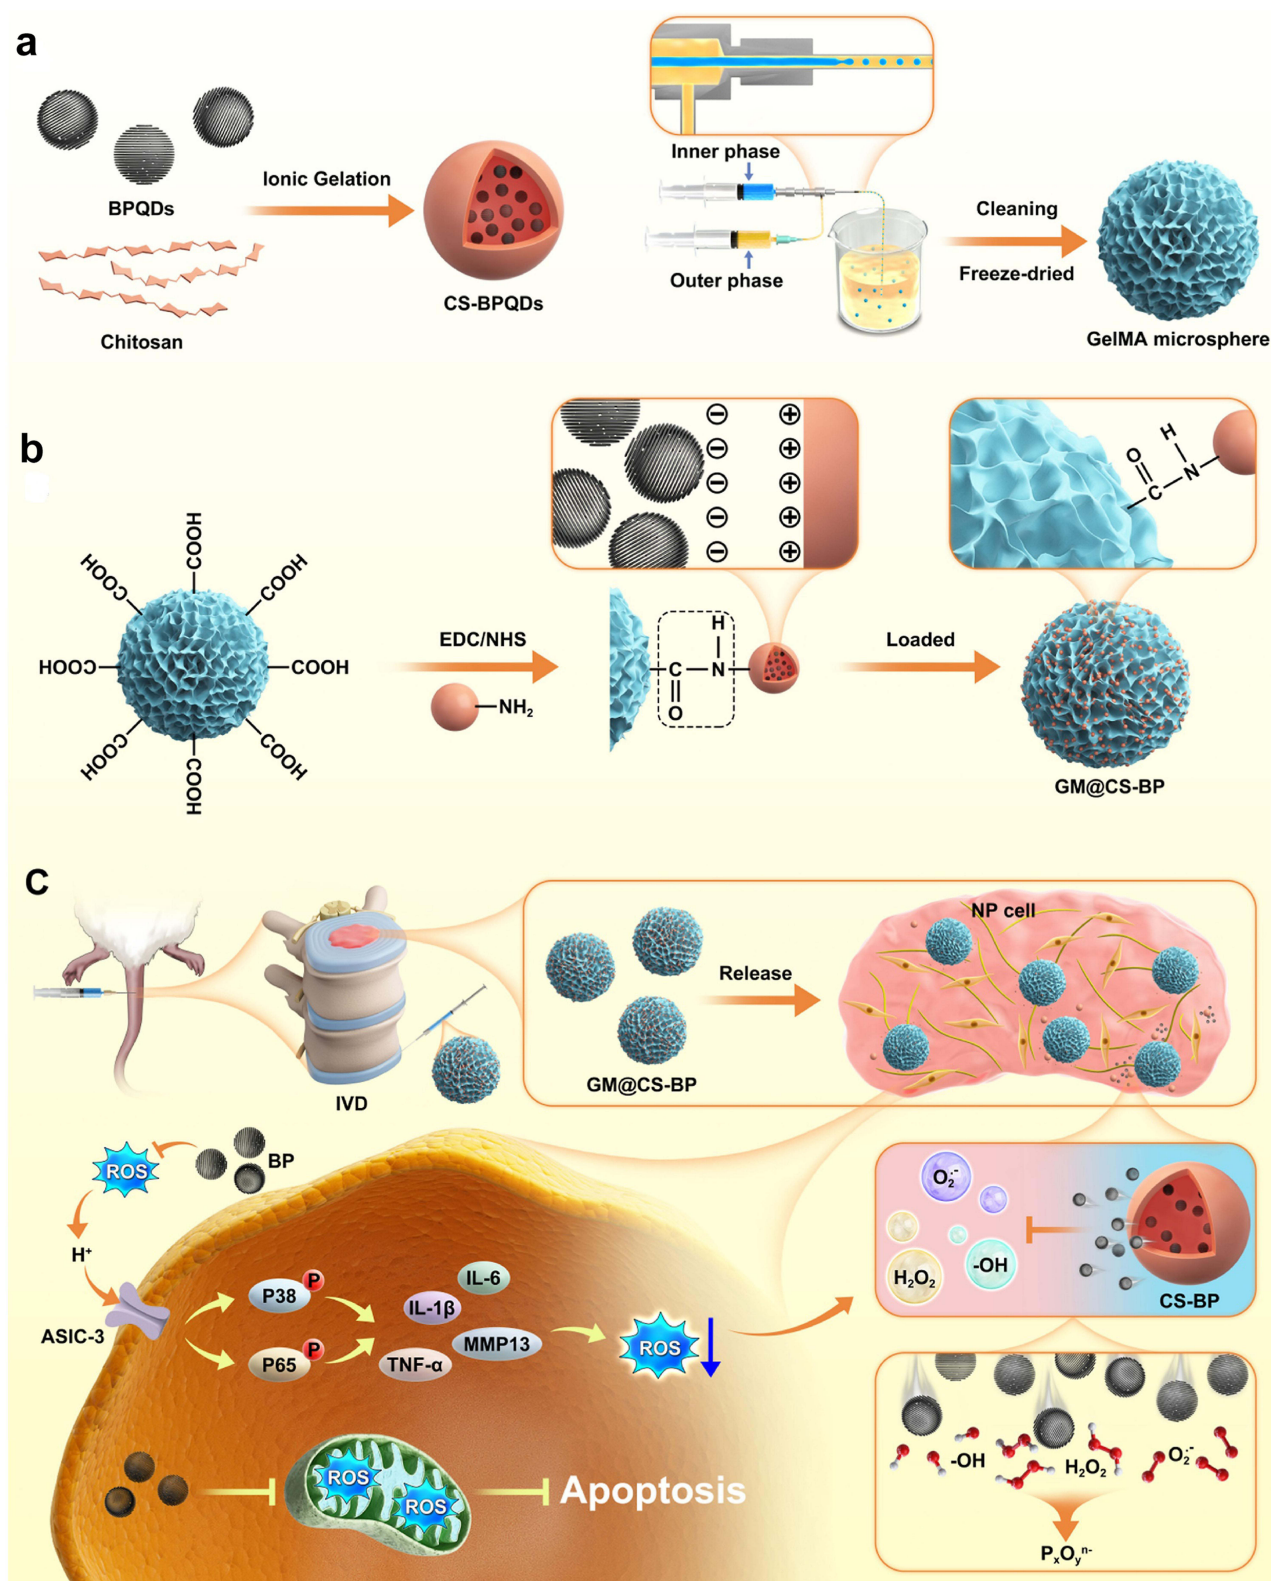 a
BPQDs
Chitosan
Ionic Gelation
CS-BPQDs
Inner phase
Outer phase
Cleaning
Freeze-dried
GelMA microsphere
b
COOH
COOH
COOH
COOH
COOH
COOH
COOH
COOH
EDC/NHS
-NH₂
H
C
N
O
Loaded
O
H
C
N
GM@CS-BP
C
IVD
GM@CS-BP
Release
NP cell
ROS
BP
H⁺
ASIC-3
P38
P
P65
P
IL-6
IL-1β
MMP13
TNF-α
ROS
ROS
ROS
Apoptosis
O₂·⁻
H₂O₂
-OH
CS-BP
-OH
H₂O₂
O₂·⁻
PₓOᵧⁿ⁻